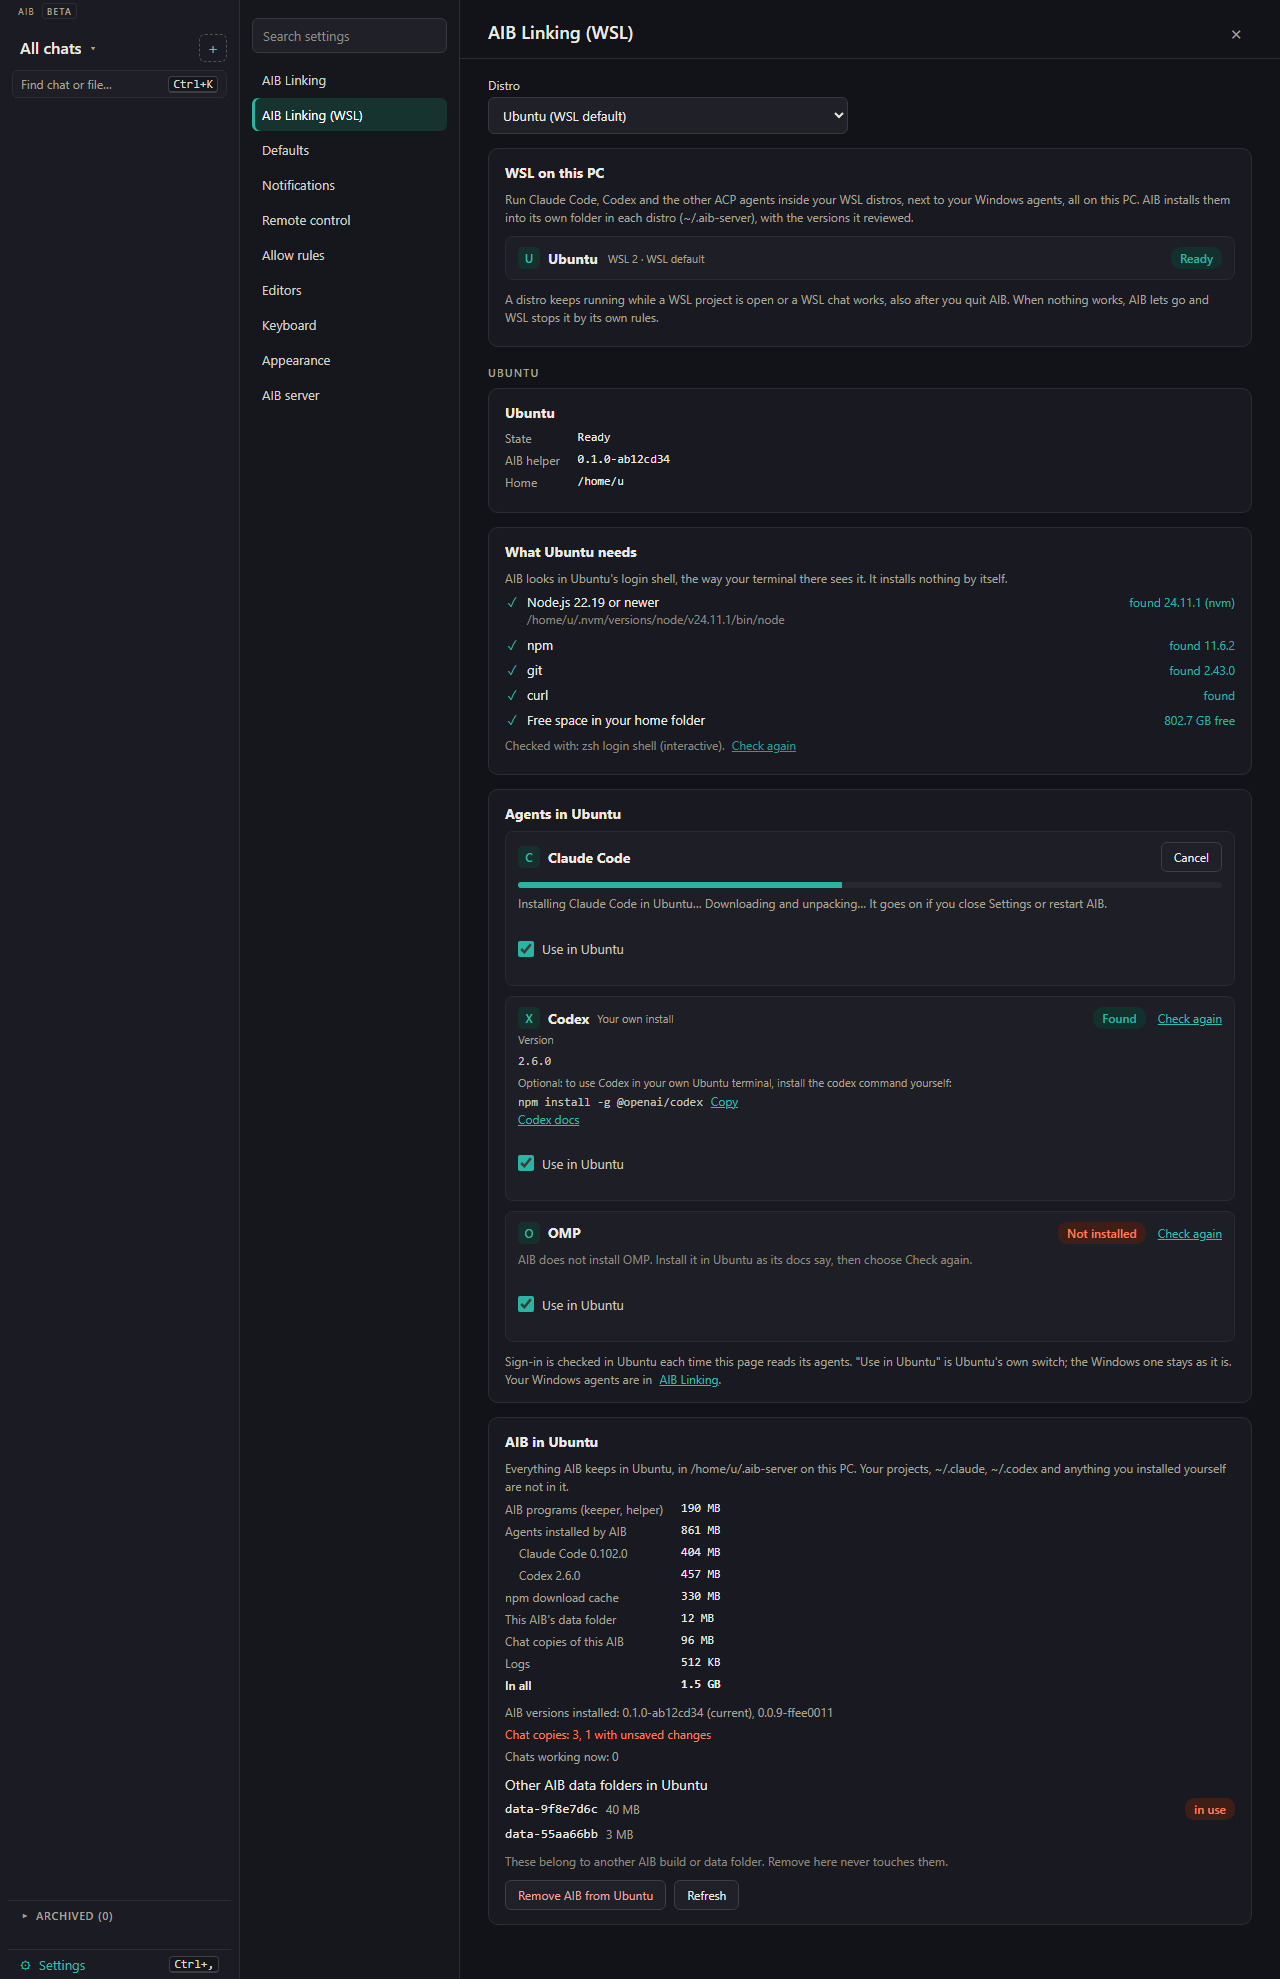 AIB BETA
All chats
+
Find chat or file... Ctrl+K
ARCHIVED (0)
Settings Ctrl+,
Search settings
AIB Linking
AIB Linking (WSL)
Defaults
Notifications
Remote control
Allow rules
Editors
Keyboard
Appearance
AIB server
AIB Linking (WSL)
Distro
Ubuntu (WSL default)
WSL on this PC
Run Claude Code, Codex and the other ACP agents inside your WSL distros, next to your Windows agents, all on this PC. AIB installs them
into its own folder in each distro (~/.aib-server), with the versions it reviewed.
U Ubuntu WSL 2 · WSL default Ready
A distro keeps running while a WSL project is open or a WSL chat works, also after you quit AIB. When nothing works, AIB lets go and
WSL stops it by its own rules.
UBUNTU
Ubuntu
State Ready
AIB helper 0.1.0-ab12cd34
Home /home/u
What Ubuntu needs
AIB looks in Ubuntu's login shell, the way your terminal there sees it. It installs nothing by itself.
✓ Node.js 22.19 or newer found 24.11.1 (nvm)
/home/u/.nvm/versions/node/v24.11.1/bin/node
✓ npm found 11.6.2
✓ git found 2.43.0
✓ curl found
✓ Free space in your home folder 802.7 GB free
Checked with: zsh login shell (interactive). Check again
Agents in Ubuntu
C Claude Code Cancel
Installing Claude Code in Ubuntu... Downloading and unpacking... It goes on if you close Settings or restart AIB.
Use in Ubuntu
X Codex Your own install Found Check again
Version
2.6.0
Optional: to use Codex in your own Ubuntu terminal, install the codex command yourself:
npm install -g @openai/codex Copy
Codex docs
Use in Ubuntu
O OMP Not installed Check again
AIB does not install OMP. Install it in Ubuntu as its docs say, then choose Check again.
Use in Ubuntu
Sign-in is checked in Ubuntu each time this page reads its agents. "Use in Ubuntu" is Ubuntu's own switch; the Windows one stays as it is.
Your Windows agents are in AIB Linking.
AIB in Ubuntu
Everything AIB keeps in Ubuntu, in /home/u/.aib-server on this PC. Your projects, ~/.claude, ~/.codex and anything you installed yourself
are not in it.
AIB programs (keeper, helper) 190 MB
Agents installed by AIB 861 MB
Claude Code 0.102.0 404 MB
Codex 2.6.0 457 MB
npm download cache 330 MB
This AIB's data folder 12 MB
Chat copies of this AIB 96 MB
Logs 512 KB
In all 1.5 GB
AIB versions installed: 0.1.0-ab12cd34 (current), 0.0.9-ffee0011
Chat copies: 3, 1 with unsaved changes
Chats working now: 0
Other AIB data folders in Ubuntu
data-9f8e7d6c 40 MB in use
data-55aa66bb 3 MB
These belong to another AIB build or data folder. Remove here never touches them.
Remove AIB from Ubuntu Refresh